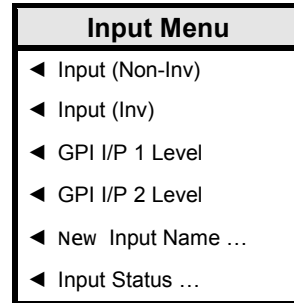 Input Menu
◄ Input (Non-Inv)
◄ Input (Inv)
◄ GPI I/P 1 Level
◄ GPI I/P 2 Level
◄ New Input Name …
◄ Input Status …